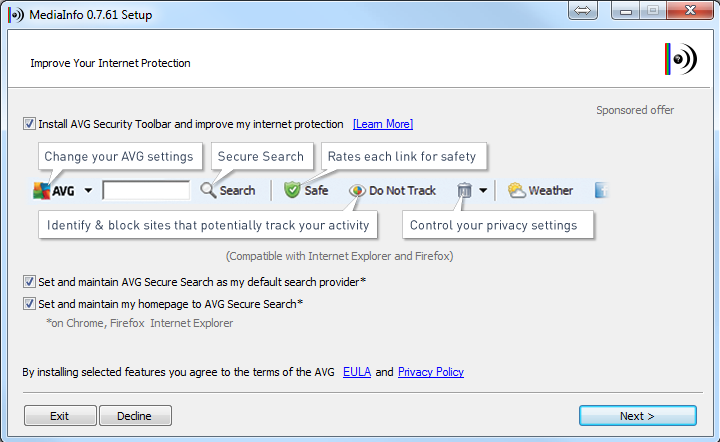 MediaInfo 0.7.61 Setup
Improve Your Internet Protection
Sponsored offer
Install AVG Security Toolbar and improve my internet protection [Learn More]
Change your AVG settings Secure Search Rates each link for safety
AVG Search Safe Do Not Track Weather
Identify & block sites that potentially track your activity Control your privacy settings
(Compatible with Internet Explorer and Firefox)
Set and maintain AVG Secure Search as my default search provider*
Set and maintain my homepage to AVG Secure Search*
*on Chrome, Firefox Internet Explorer
By installing selected features you agree to the terms of the AVG EULA and Privacy Policy
Exit Decline Next >